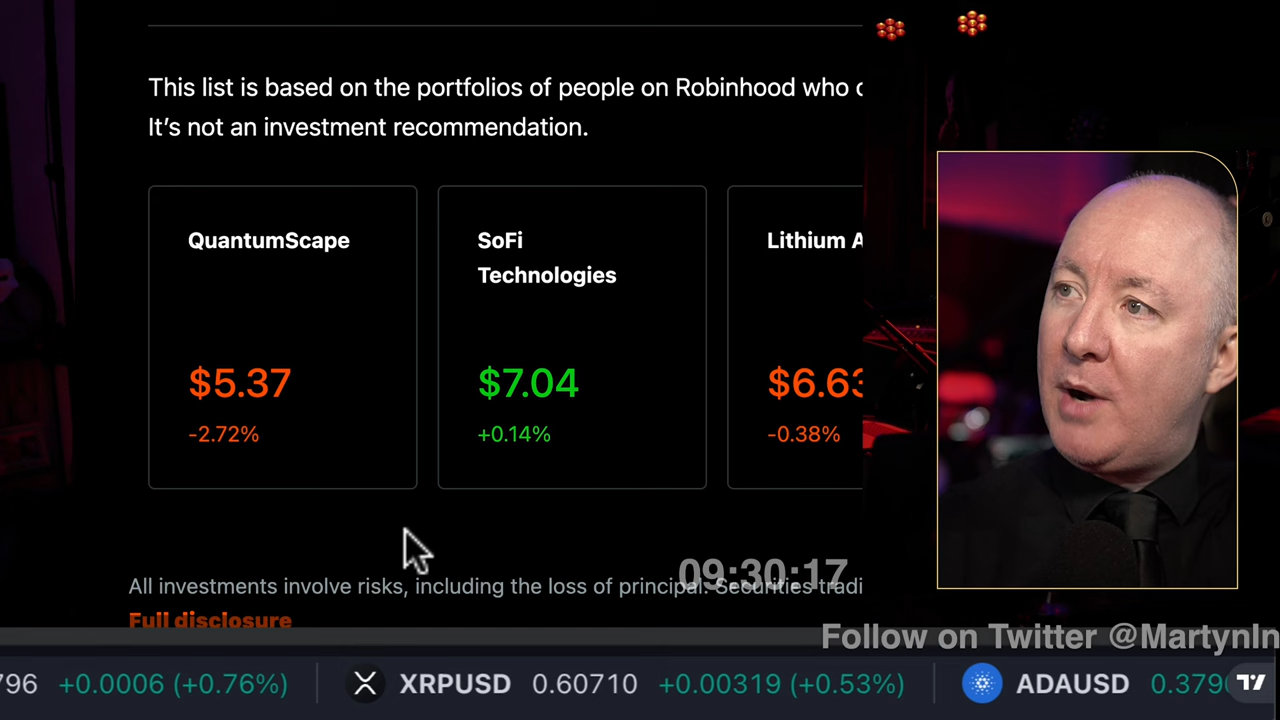 This list is based on the portfolios of people on Robinhood who
It’s not an investment recommendation.
QuantumScape
$5.37
-2.72%
SoFi
Technologies
$7.04
+0.14%
Lithium A
$6.63
-0.38%
09:30:17
All investments involve risks, including the loss of principal. Securities tradi
Full disclosure
Follow on Twitter @MartynIn
796 +0.0006 (+0.76%) XRPUSD 0.60710 +0.00319 (+0.53%) ADAUSD 0.379